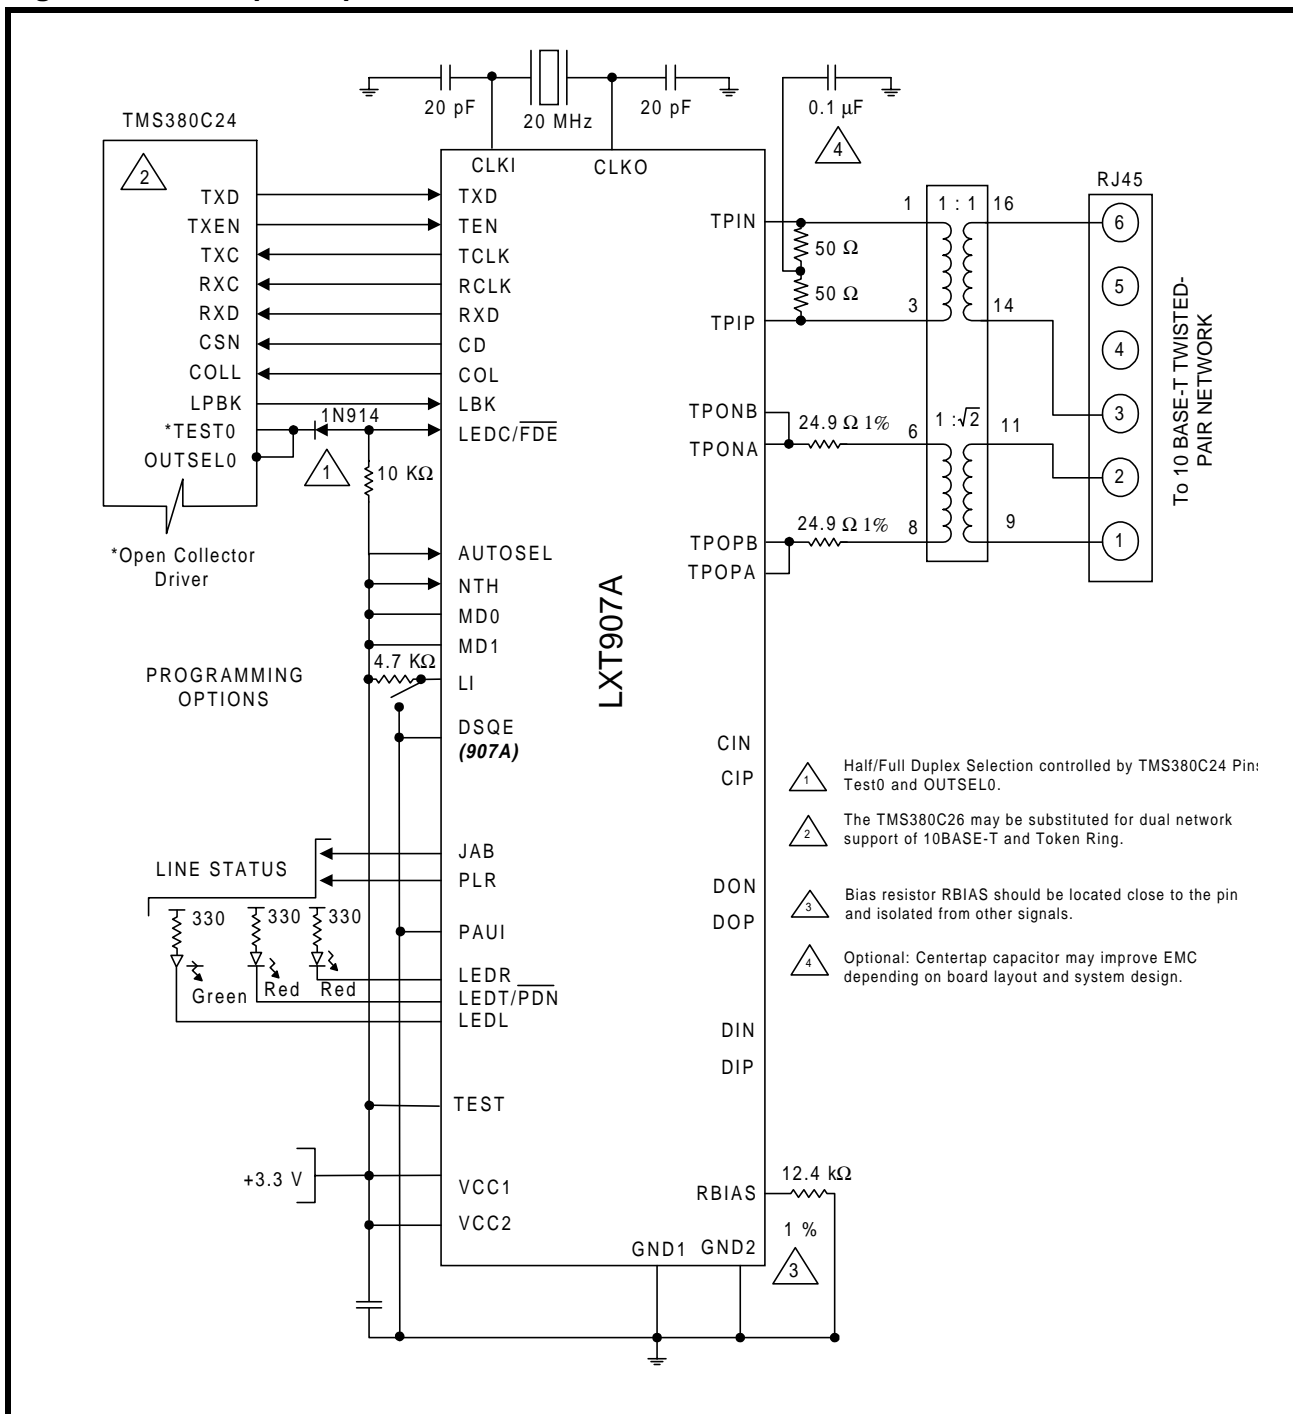 20 pF
20 MHz
20 pF
0.1 µF
4
TMS380C24
2
TXD
TXEN
TXC
RXC
RXD
CSN
COLL
LPBK
*TEST0
OUTSEL0
1N914
1
10 KΩ
*Open Collector
Driver
CLKI
CLKO
TXD
TEN
TCLK
RCLK
RXD
CD
COL
LBK
LEDC/FDE
AUTOSEL
NTH
MD0
MD1
4.7 KΩ
LI
DSQE
(907A)
PROGRAMMING
OPTIONS
LINE STATUS
JAB
PLR
PAUI
LEDR
LEDT/PDN
LEDL
330
330
330
Green
Red
Red
TEST
+3.3 V
VCC1
VCC2
LXT907A
TPIN
TPIP
50 Ω
50 Ω
TPONB
TPONA
24.9 Ω 1%
TPOPB
TPOPA
24.9 Ω 1%
1
1 : 1
16
3
14
6
1 :√2
11
8
9
RJ45
6
5
4
3
2
1
To 10 BASE-T TWISTED-
PAIR NETWORK
CIN
CIP
DON
DOP
DIN
DIP
RBIAS
12.4 kΩ
1 %
3
GND1
GND2
1
Half/Full Duplex Selection controlled by TMS380C24 Pins
Test0 and OUTSEL0.
2
The TMS380C26 may be substituted for dual network
support of 10BASE-T and Token Ring.
3
Bias resistor RBIAS should be located close to the pin
and isolated from other signals.
4
Optional: Centertap capacitor may improve EMC
depending on board layout and system design.